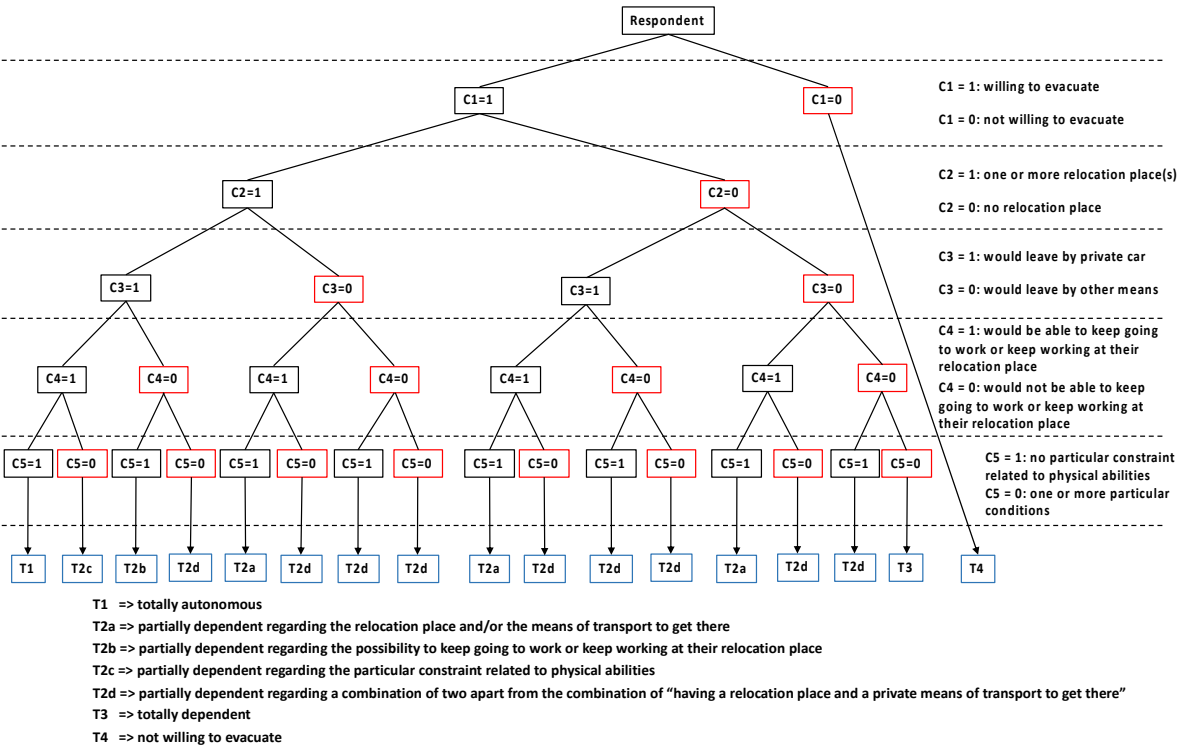 Respondent
C1=1
C1=0
C1 = 1: willing to evacuate
C1 = 0: not willing to evacuate
C2=1
C2=0
C2 = 1: one or more relocation place(s)
C2 = 0: no relocation place
C3=1
C3=0
C3=1
C3=0
C3 = 1: would leave by private car
C3 = 0: would leave by other means
C4=1
C4=0
C4=1
C4=0
C4=1
C4=0
C4=1
C4=0
C4 = 1: would be able to keep going
to work or keep working at their
relocation place
C4 = 0: would not be able to keep
going to work or keep working at
their relocation place
C5=1
C5=0
C5=1
C5=0
C5=1
C5=0
C5=1
C5=0
C5=1
C5=0
C5=1
C5=0
C5=1
C5=0
C5=1
C5=0
C5 = 1: no particular constraint
related to physical abilities
C5 = 0: one or more particular
conditions
T1
T2c
T2b
T2d
T2a
T2d
T2d
T2d
T2a
T2d
T2d
T2d
T2a
T2d
T2d
T3
T4
T1 => totally autonomous
T2a => partially dependent regarding the relocation place and/or the means of transport to get there
T2b => partially dependent regarding the possibility to keep going to work or keep working at their relocation place
T2c => partially dependent regarding the particular constraint related to physical abilities
T2d => partially dependent regarding a combination of two apart from the combination of “having a relocation place and a private means of transport to get there”
T3 => totally dependent
T4 => not willing to evacuate